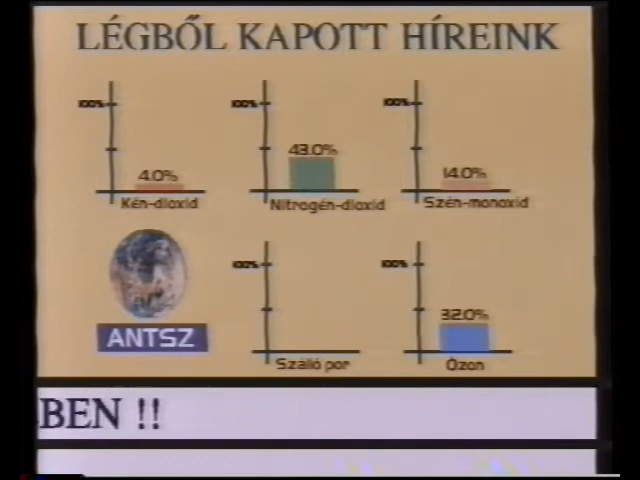 LÉGBŐL KAPOTT HÍREINK
100% 100% 100%
4.0% 43.0% 14.0%
Kén-dioxid Nitrogén-dioxid Szén-monoxid
100% 100%
32.0%
ANTSZ
Szálló por Ózon
BEN !!